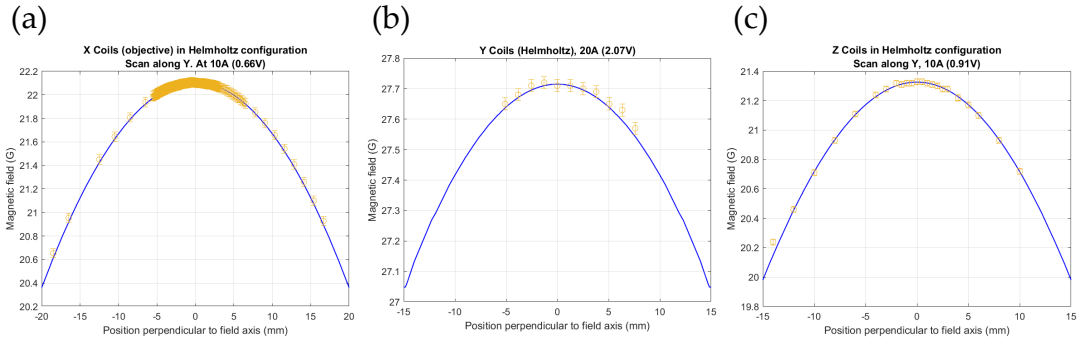 (a)
X Coils (objective) in Helmholtz configuration
Scan along Y. At 10A (0.66V)
22.2
22
21.8
21.6
21.4
21.2
21
20.8
20.6
20.4
20.2
Magnetic field (G)
-20 -15 -10 -5 0 5 10 15 20
Position perpendicular to field axis (mm)
(b)
Y Coils (Helmholtz), 20A (2.07V)
27.8
27.7
27.6
27.5
27.4
27.3
27.2
27.1
27
Magnetic field (G)
-15 -10 -5 0 5 10 15
Position perpendicular to field axis (mm)
(c)
Z Coils in Helmholtz configuration
Scan along Y, 10A (0.91V)
21.4
21.2
21
20.8
20.6
20.4
20.2
20
19.8
Magnetic field (G)
-15 -10 -5 0 5 10 15
Position perpendicular to field axis (mm)